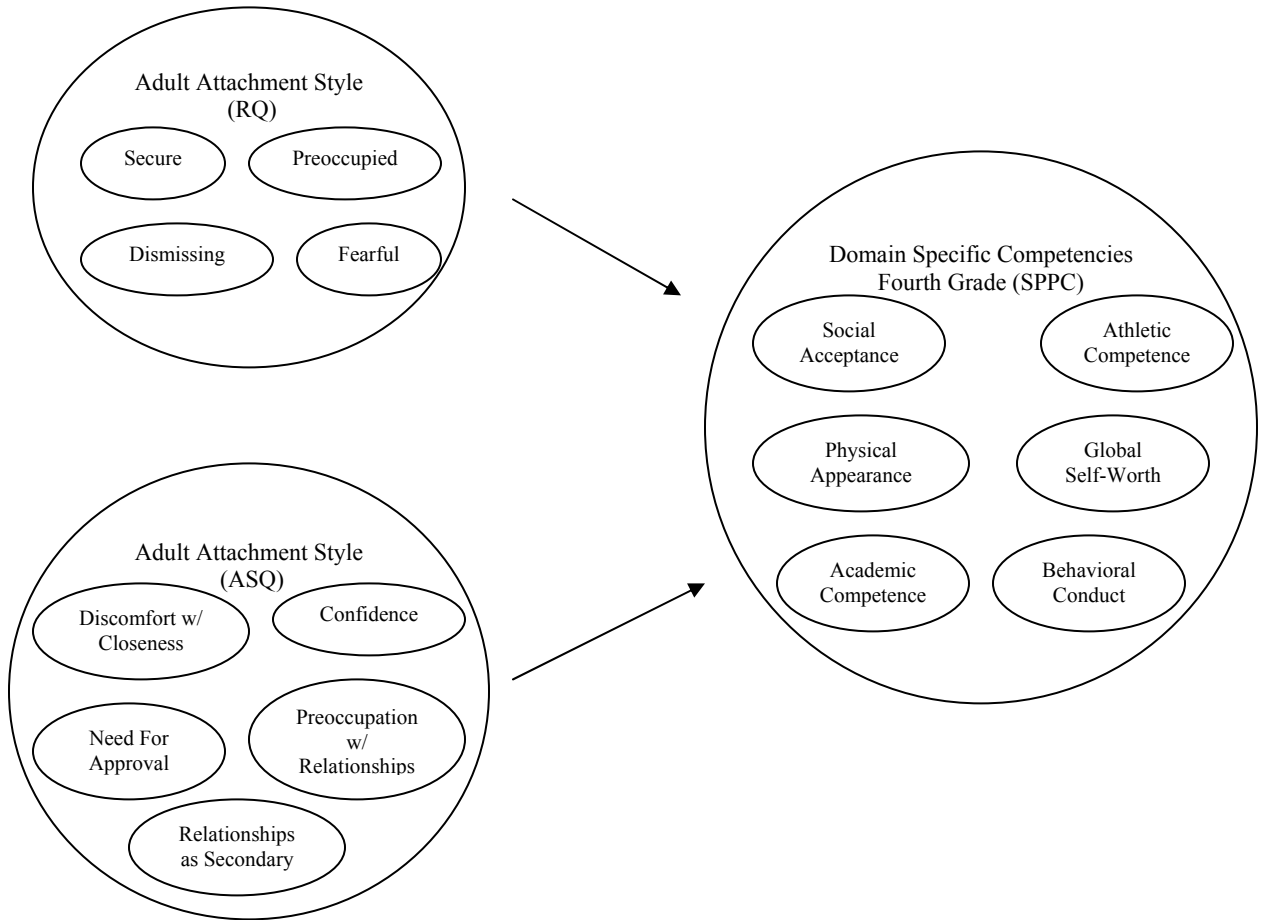 Adult Attachment Style
(RQ)
Secure
Preoccupied
Dismissing
Fearful
Adult Attachment Style
(ASQ)
Discomfort w/
Closeness
Confidence
Need For
Approval
Preoccupation
w/
Relationships
Relationships
as Secondary
Domain Specific Competencies
Fourth Grade (SPPC)
Social
Acceptance
Athletic
Competence
Physical
Appearance
Global
Self-Worth
Academic
Competence
Behavioral
Conduct